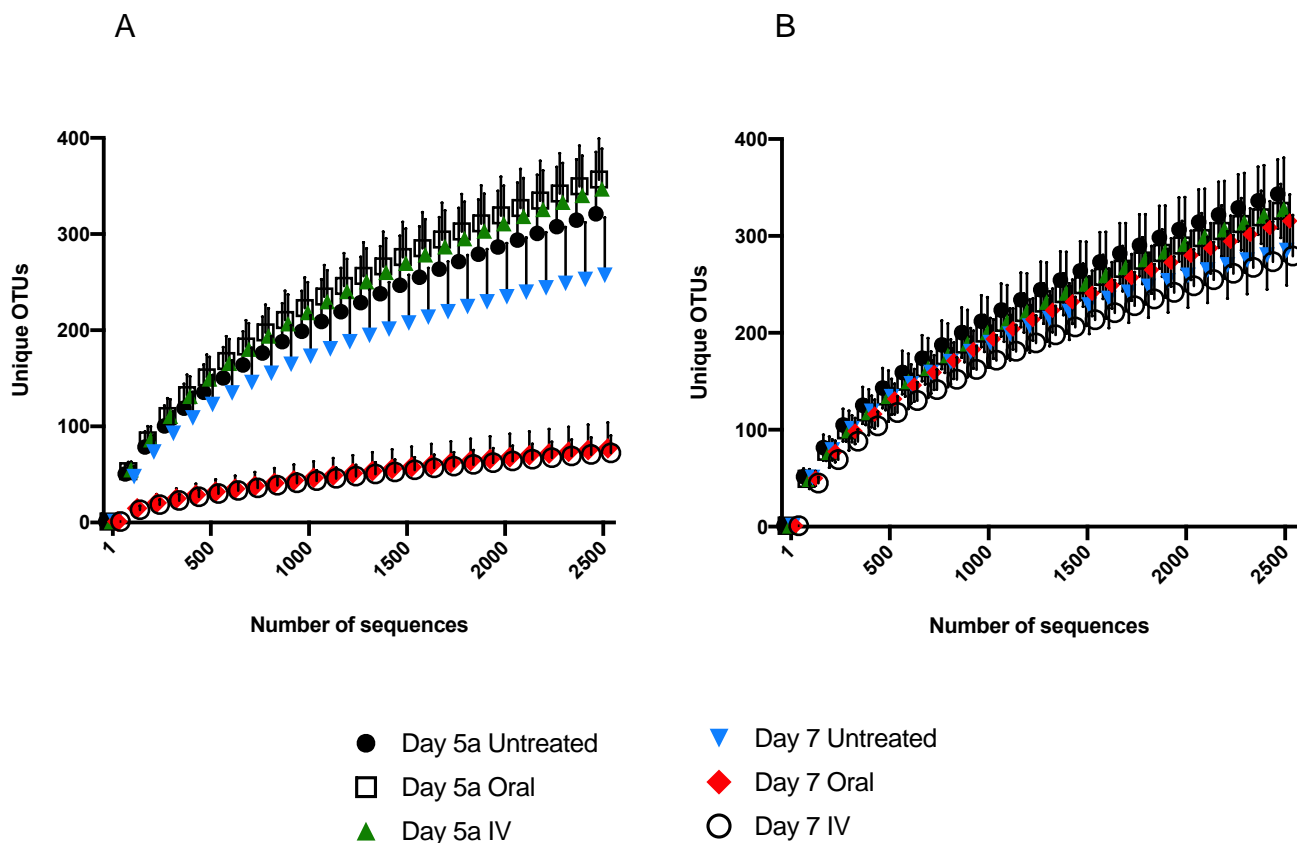 A
B
400
300
200
100
0
Unique OTUs
1
500
1000
1500
2000
2500
Number of sequences
400
300
200
100
0
Unique OTUs
1
500
1000
1500
2000
2500
Number of sequences
Day 5a Untreated
Day 5a Oral
Day 5a IV
Day 7 Untreated
Day 7 Oral
Day 7 IV